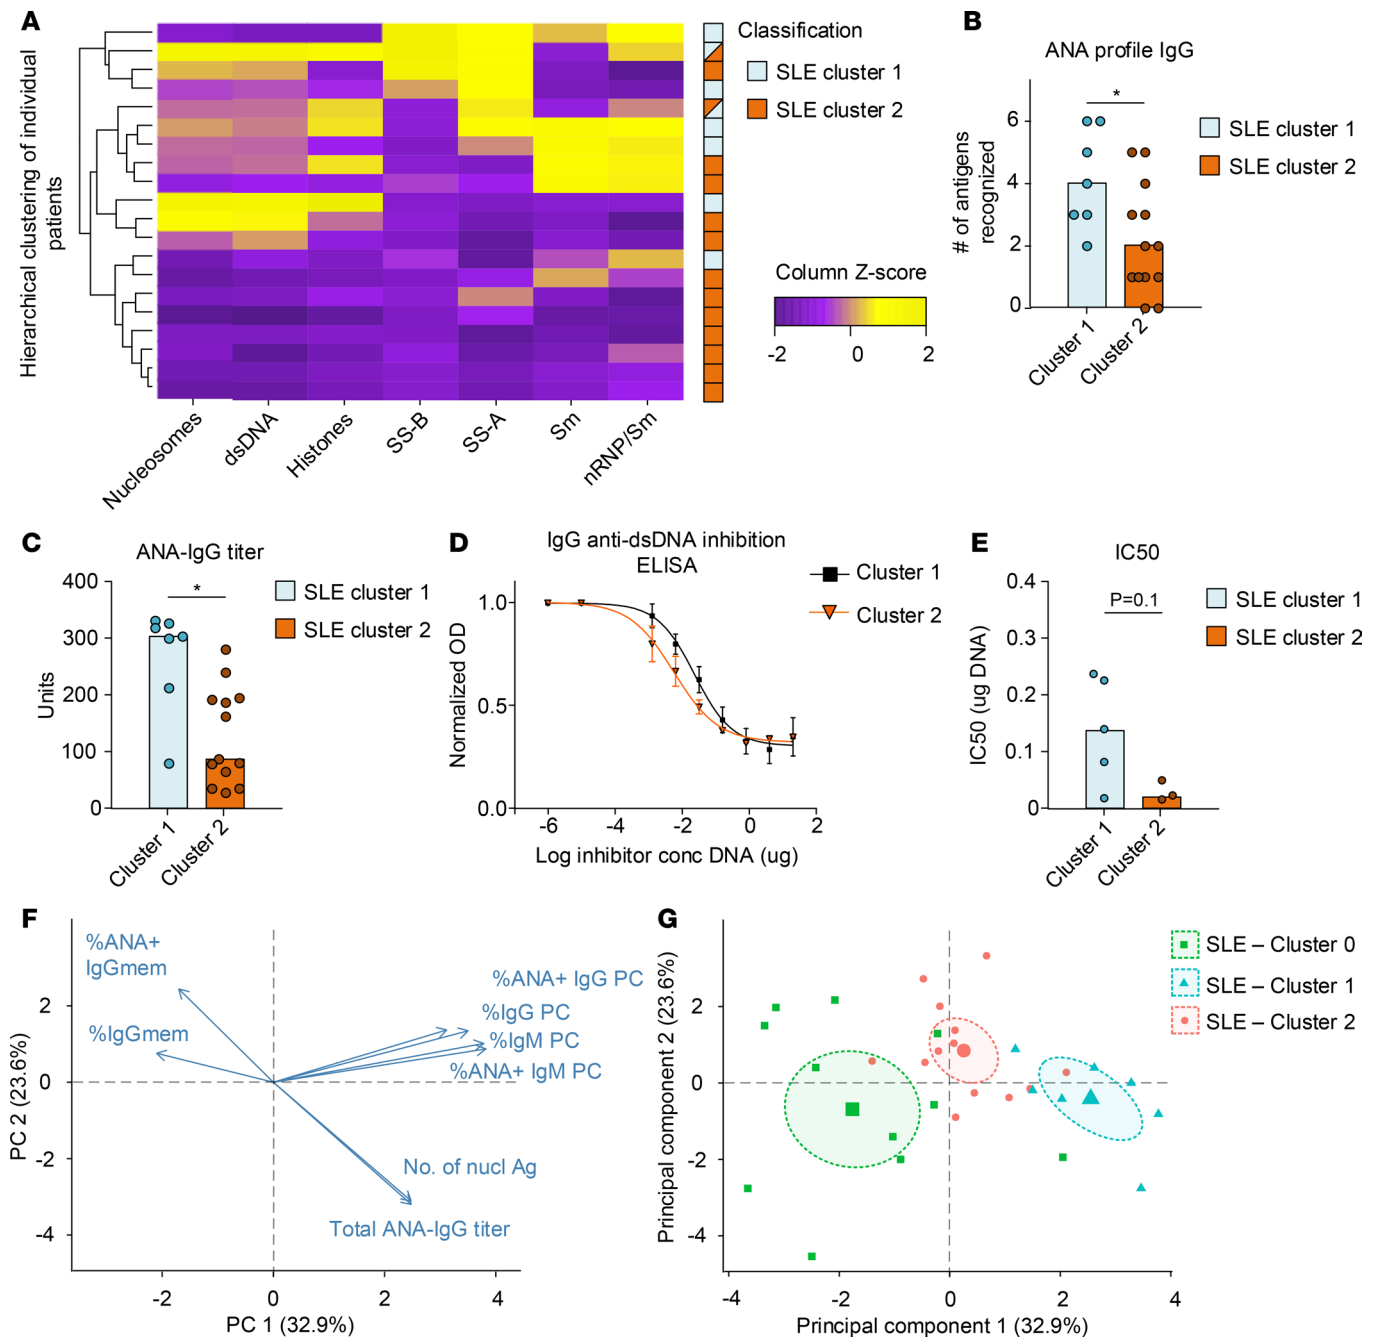 A
Hierarchical clustering of individual
patients
Nucleosomes
dsDNA
Histones
SS-B
SS-A
Sm
nRNP/Sm
Classification
SLE cluster 1
SLE cluster 2
Column Z-score
-2 0 2
B
ANA profile IgG
*
# of antigens
recognized
6
4
2
0
Cluster 1
Cluster 2
SLE cluster 1
SLE cluster 2
C
ANA-IgG titer
*
Units
400
300
200
100
0
Cluster 1
Cluster 2
SLE cluster 1
SLE cluster 2
D
IgG anti-dsDNA inhibition
ELISA
Normalized OD
1.0
0.5
0.0
-6 -4 -2 0 2
Log inhibitor conc DNA (ug)
Cluster 1
Cluster 2
E
IC50
P=0.1
IC50 (ug DNA)
0.4
0.3
0.2
0.1
0
Cluster 1
Cluster 2
SLE cluster 1
SLE cluster 2
F
%ANA+
IgGmem
%IgGmem
%ANA+ IgG PC
%IgG PC
%IgM PC
%ANA+ IgM PC
No. of nucl Ag
Total ANA-IgG titer
PC 2 (23.6%)
2
0
-2
-4
-2 0 2 4
PC 1 (32.9%)
G
Principal component 2 (23.6%)
2
0
-2
-4
-4 -2 0 2 4
Principal component 1 (32.9%)
SLE – Cluster 0
SLE – Cluster 1
SLE – Cluster 2